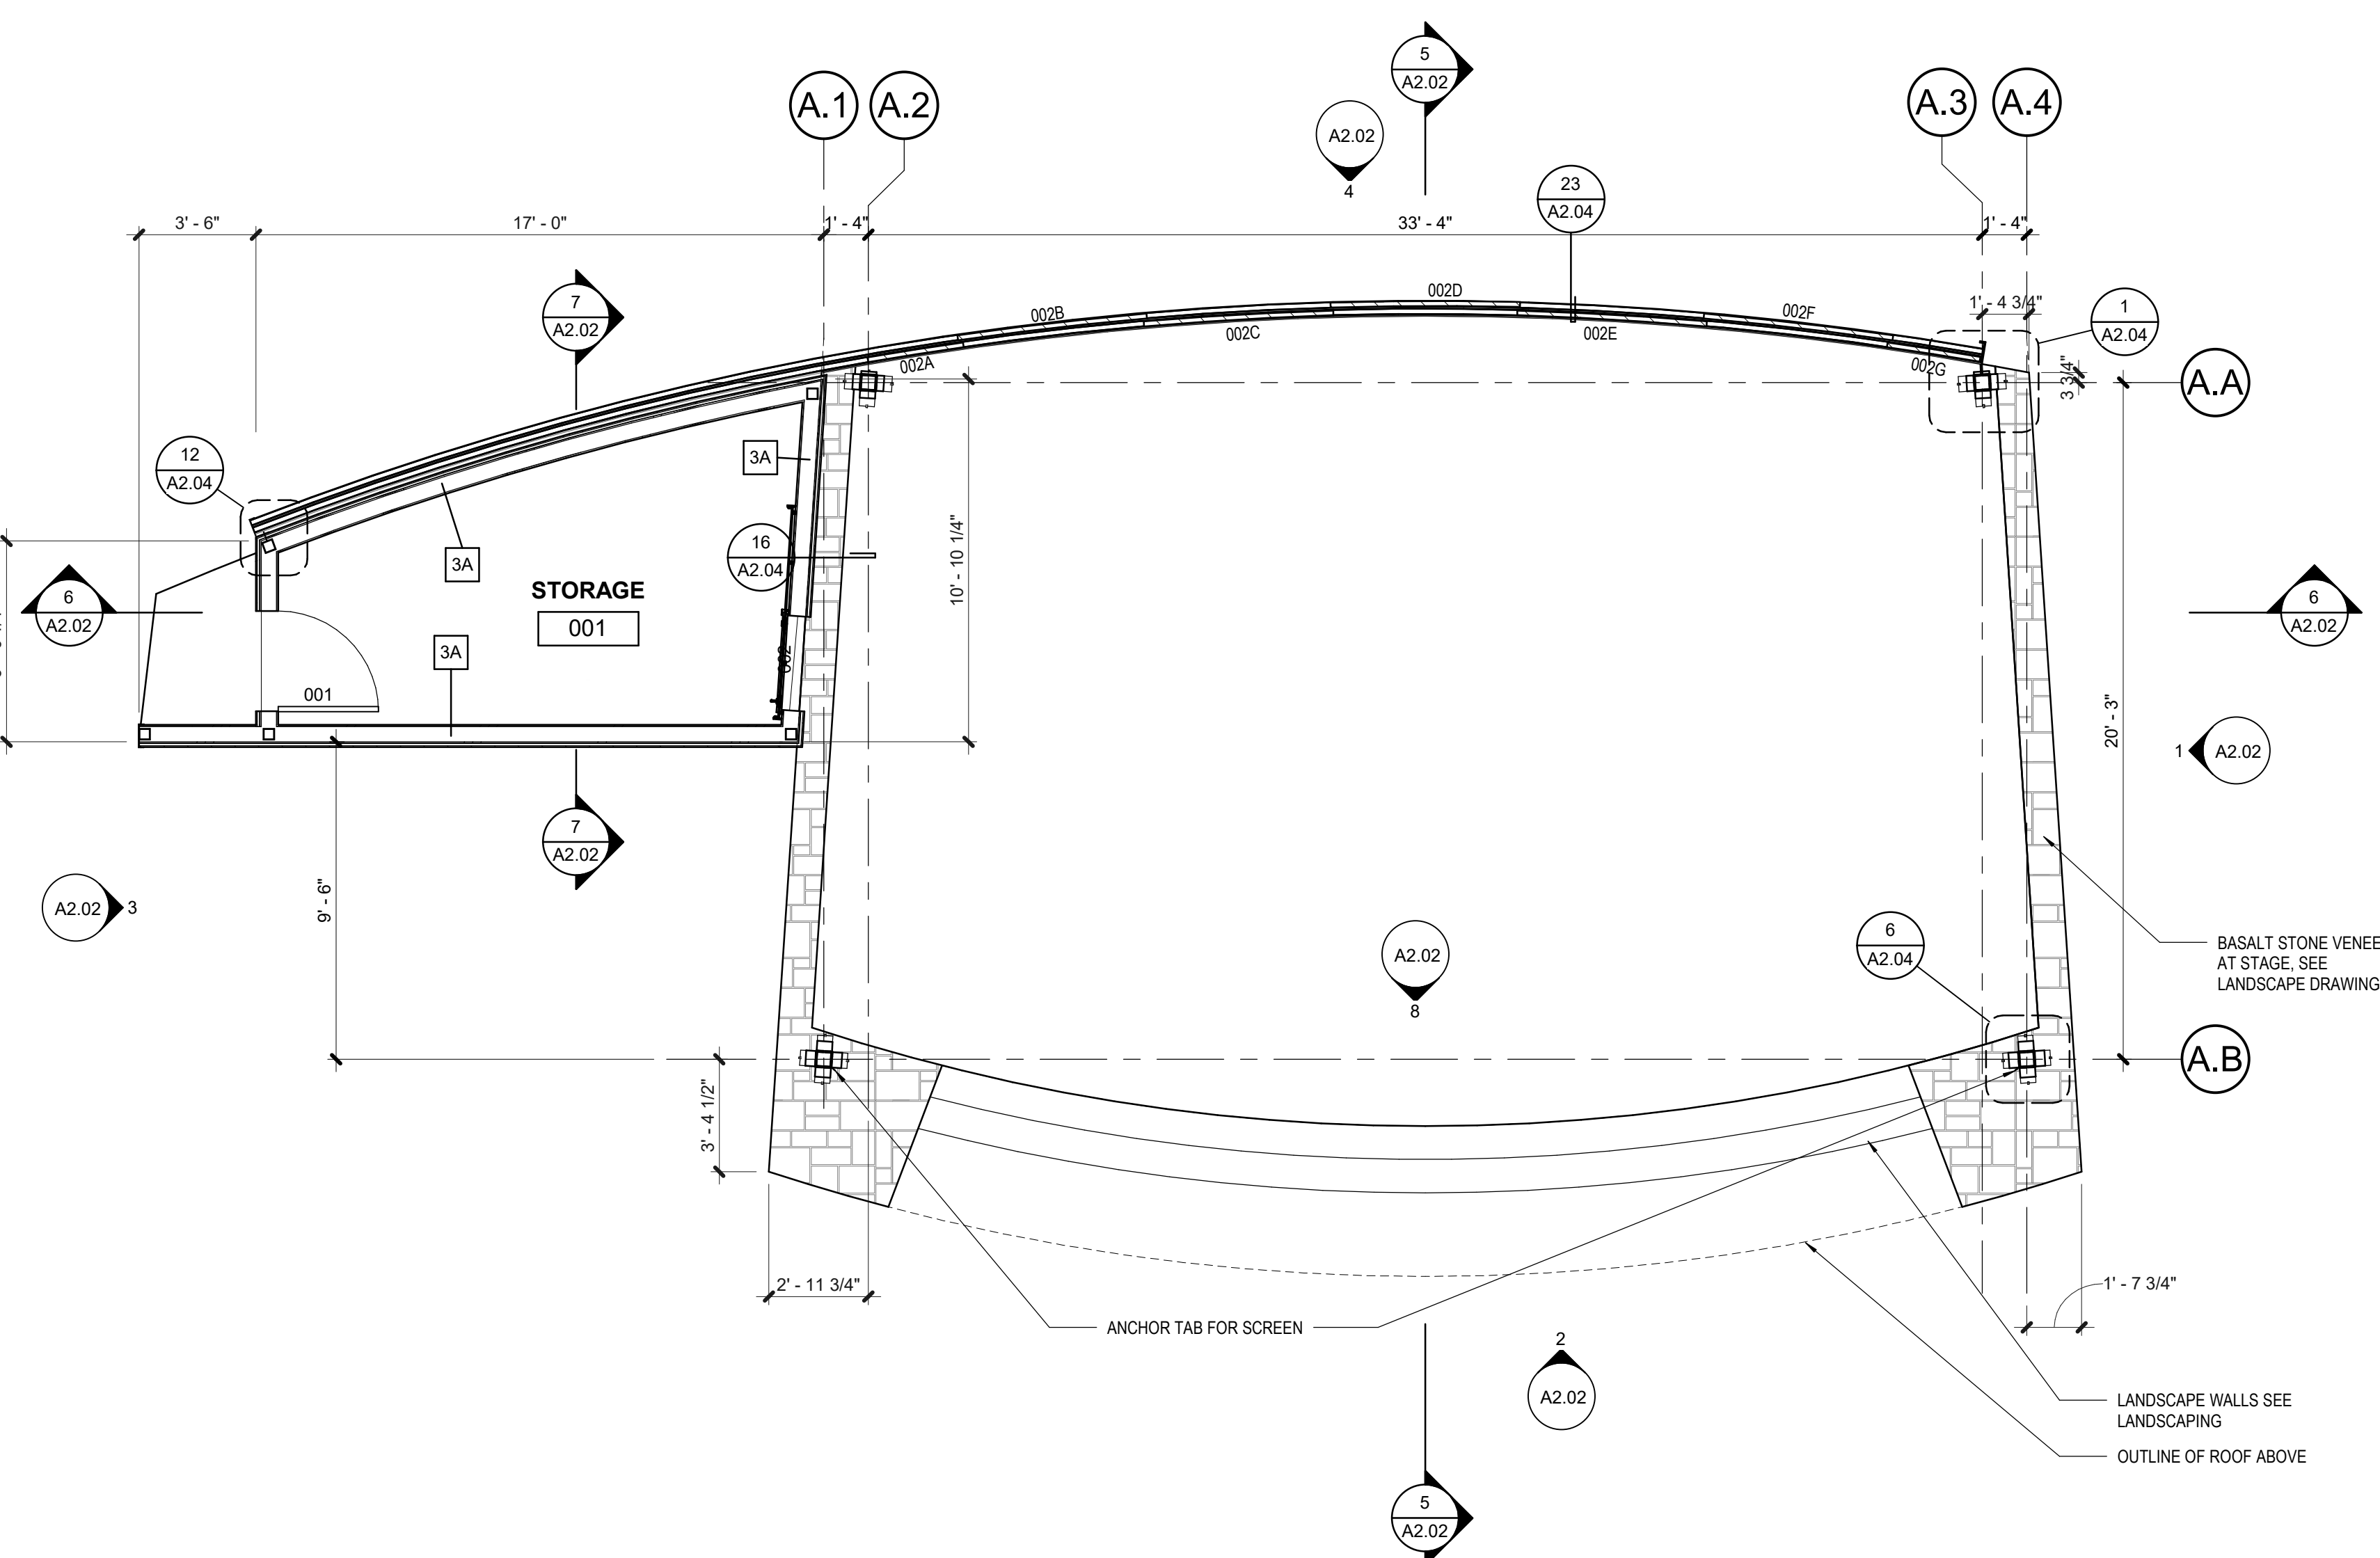 5
A2.02
A.1
A.2
A.3
A.4
A2.02
4
23
A2.04
3' - 6"
17' - 0"
1' - 4"
33' - 4"
1' - 4"
7
A2.02
002B
002D
002F
1' - 4 3/4"
1
A2.04
002A
002C
002E
002G
3 3/4"
A.A
12
A2.04
3A
3A
16
A2.04
10' - 10 1/4"
STORAGE
001
6
A2.02
6
A2.02
3A
002
001
20' - 3"
1
A2.02
7
A2.02
9' - 6"
A2.02
3
A2.02
8
6
A2.04
BASALT STONE VENEE
AT STAGE, SEE
LANDSCAPE DRAWING
A.B
3' - 4 1/2"
2' - 11 3/4"
1' - 7 3/4"
ANCHOR TAB FOR SCREEN
2
A2.02
LANDSCAPE WALLS SEE
LANDSCAPING
OUTLINE OF ROOF ABOVE
5
A2.02